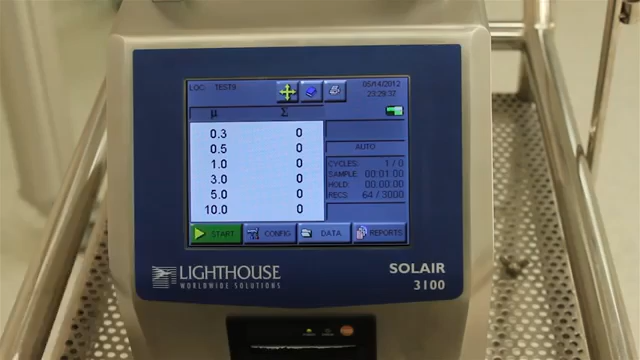 LOC: TEST9
05/14/2012
23:29:37
μ Σ
0.3 0
0.5 0
1.0 0
3.0 0
5.0 0
10.0 0
AUTO
CYCLES: 1 / 0
SAMPLE: 00:01:00
HOLD: 00:00:00
RECS: 64 / 3000
START CONFIG DATA REPORTS
LIGHTHOUSE
WORLDWIDE SOLUTIONS
SOLAIR
3100